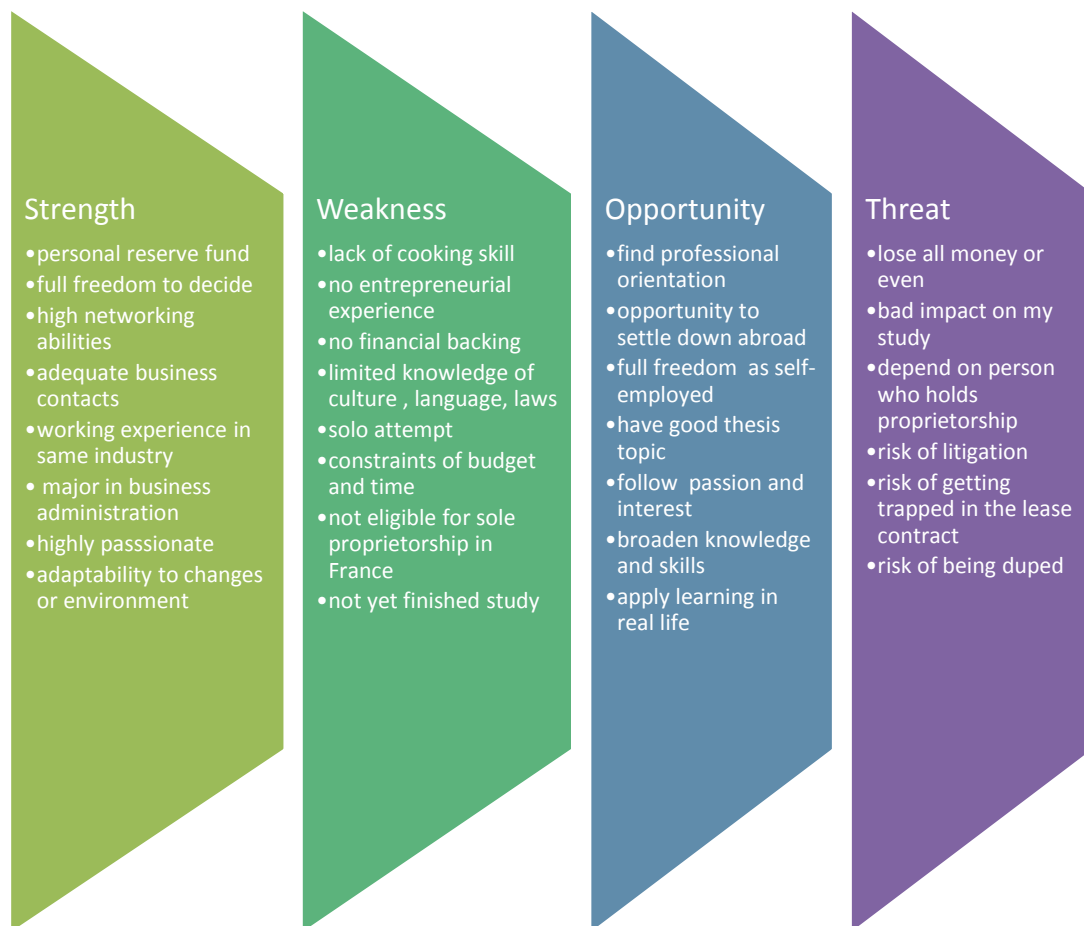 Strength
•personal reserve fund
•full freedom to decide
•high networking
abilities
•adequate business
contacts
•working experience in
same industry
• major in business
administration
•highly passsionate
•adaptability to changes
or environment
Weakness
•lack of cooking skill
•no entrepreneurial
experience
•no financial backing
•limited knowledge of
culture , language, laws
•solo attempt
•constraints of budget
and time
•not eligible for sole
proprietorship in
France
•not yet finished study
Opportunity
•find professional
orientation
•opportunity to
settle down abroad
•full freedom as self-
employed
•have good thesis
topic
•follow passion and
interest
•broaden knowledge
and skills
•apply learning in
real life
Threat
•lose all money or
even
•bad impact on my
study
•depend on person
who holds
proprietorship
•risk of litigation
•risk of getting
trapped in the lease
contract
•risk of being duped